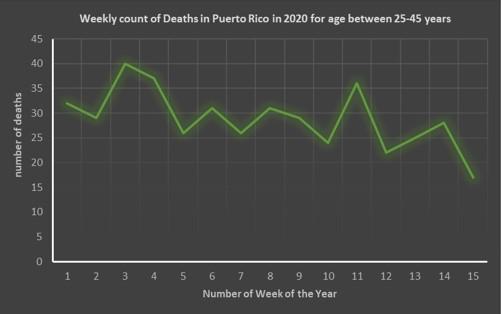 Weekly count of Deaths in Puerto Rico in 2020 for age between 25-45 years
45
40
35
30
25
20
15
10
5
0
number of deaths
1 2 3 4 5 6 7 8 9 10 11 12 13 14 15
Number of Week of the Year